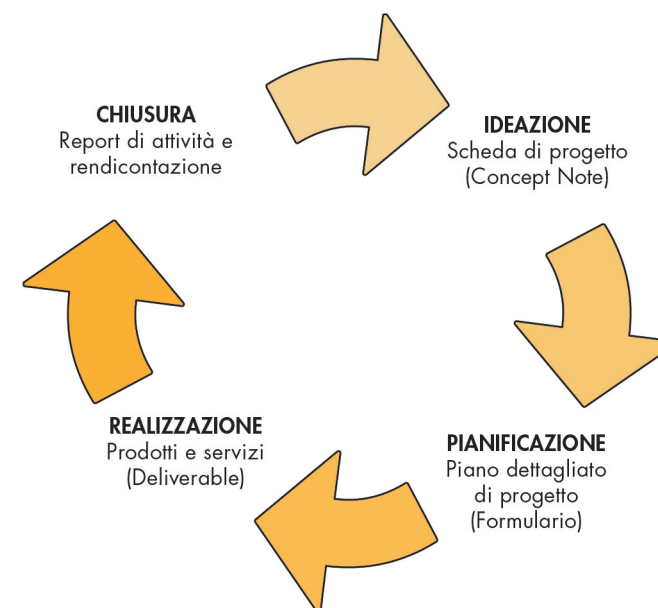 CHIUSURA
Report di attività e
rendicontazione
IDEAZIONE
Scheda di progetto
(Concept Note)
PIANIFICAZIONE
Piano dettagliato
di progetto
(Formulario)
REALIZZAZIONE
Prodotti e servizi
(Deliverable)